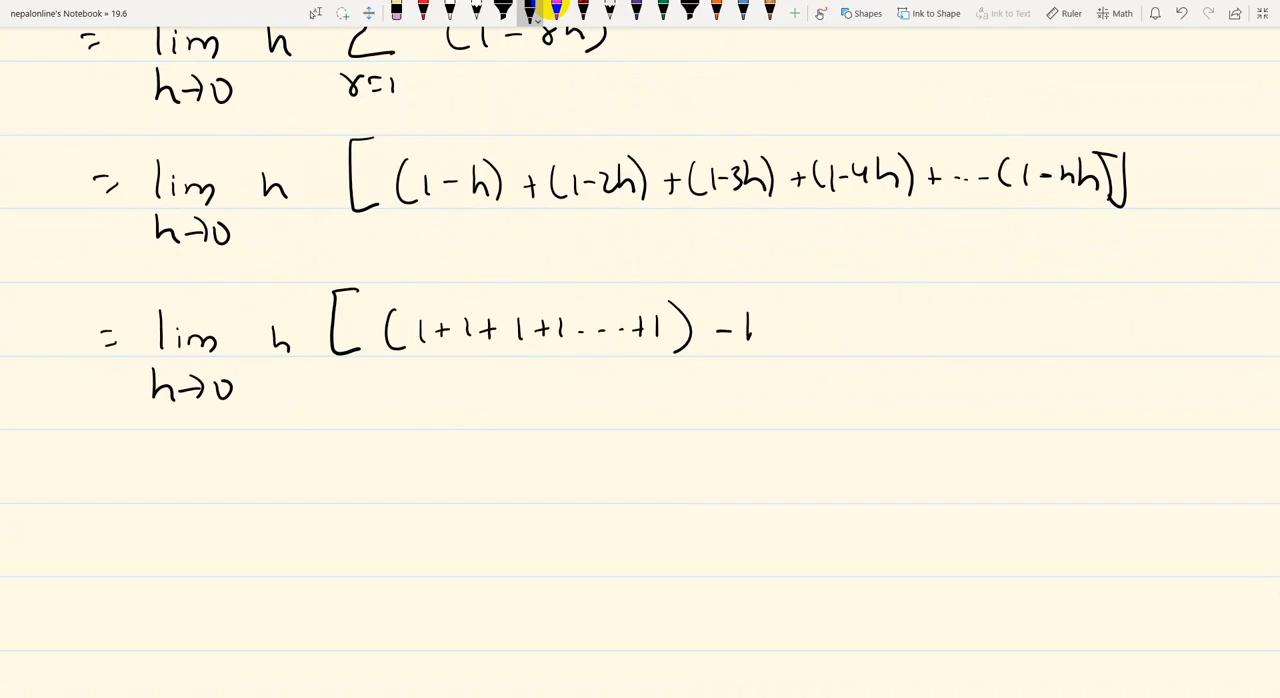 nepalonline's Notebook » 19.6
Shapes Ink to Shape Ink to Text Ruler Math
= lim h Σ (1 - rh)
h→0 r=1
= lim h [(1-h) + (1-2h) + (1-3h) + (1-4h) + ... - (1-nh)]
h→0
= lim h [(1+1+1+1...+1) - 1
h→0